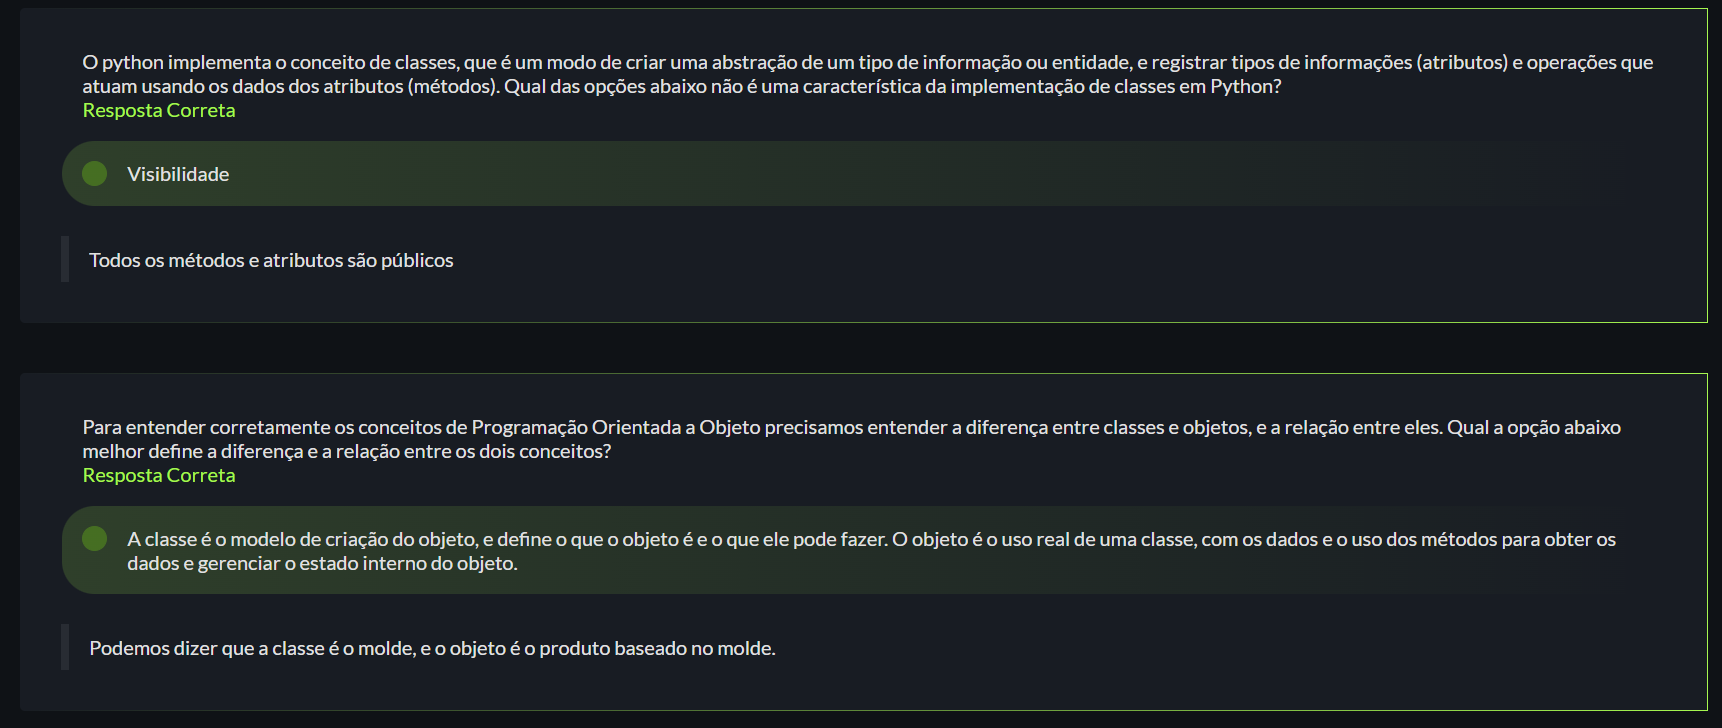 O python implementa o conceito de classes, que é um modo de criar uma abstração de um tipo de informação ou entidade, e registrar tipos de informações (atributos) e operações que
atuam usando os dados dos atributos (métodos). Qual das opções abaixo não é uma característica da implementação de classes em Python?
Resposta Correta
Visibilidade
Todos os métodos e atributos são públicos
Para entender corretamente os conceitos de Programação Orientada a Objeto precisamos entender a diferença entre classes e objetos, e a relação entre eles. Qual a opção abaixo
melhor define a diferença e a relação entre os dois conceitos?
Resposta Correta
A classe é o modelo de criação do objeto, e define o que o objeto é e o que ele pode fazer. O objeto é o uso real de uma classe, com os dados e o uso dos métodos para obter os
dados e gerenciar o estado interno do objeto.
Podemos dizer que a classe é o molde, e o objeto é o produto baseado no molde.